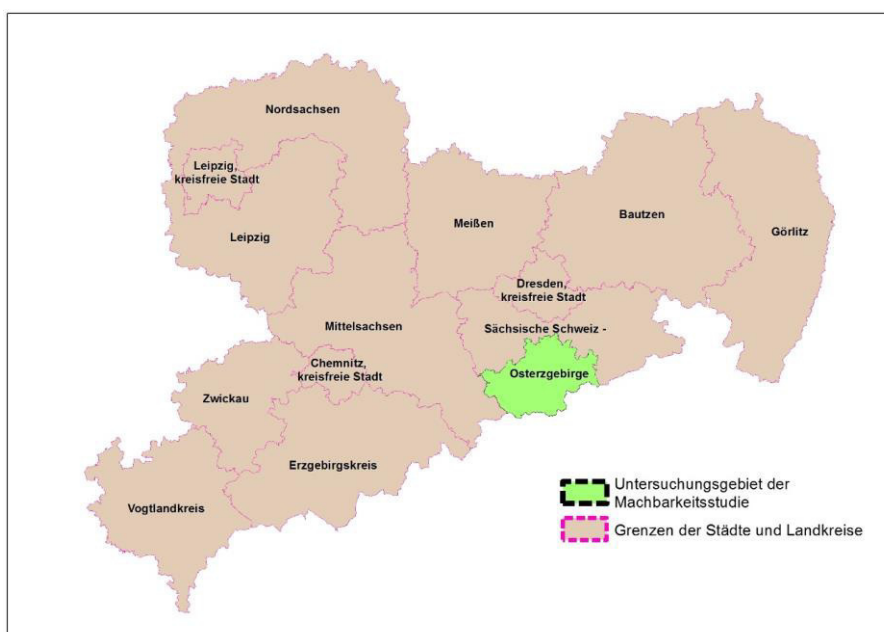 Nordsachsen
Leipzig,
kreisfreie Stadt
Leipzig
Meißen
Bautzen
Görlitz
Dresden,
kreisfreie Stadt
Mittelsachsen
Sächsische Schweiz -
Osterzgebirge
Chemnitz,
kreisfreie Stadt
Zwickau
Erzgebirgskreis
Vogtlandkreis
Untersuchungsgebiet der
Machbarkeitsstudie
Grenzen der Städte und Landkreise